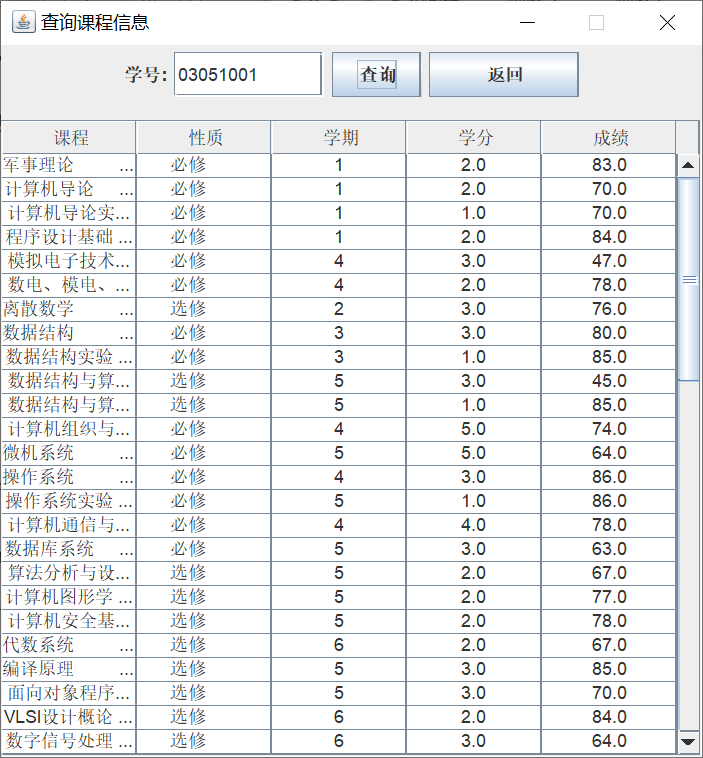 查询课程信息
学号: 03051001 查询 返回
课程 性质 学期 学分 成绩
军事理论 ... 必修 1 2.0 83.0
计算机导论 ... 必修 1 2.0 70.0
计算机导论实... 必修 1 1.0 70.0
程序设计基础 ... 必修 1 2.0 84.0
模拟电子技术... 必修 4 3.0 47.0
数电、模电、... 必修 4 2.0 78.0
离散数学 ... 选修 2 3.0 76.0
数据结构 ... 必修 3 3.0 80.0
数据结构实验 ... 必修 3 1.0 85.0
数据结构与算... 选修 5 3.0 45.0
数据结构与算... 选修 5 1.0 85.0
计算机组织与... 必修 4 5.0 74.0
微机系统 ... 必修 5 5.0 64.0
操作系统 ... 必修 4 3.0 86.0
操作系统实验 ... 必修 5 1.0 86.0
计算机通信与... 必修 4 4.0 78.0
数据库系统 ... 必修 5 3.0 63.0
算法分析与设... 选修 5 2.0 67.0
计算机图形学 ... 选修 5 2.0 77.0
计算机安全基... 选修 5 2.0 78.0
代数系统 ... 选修 6 2.0 67.0
编译原理 ... 选修 5 3.0 85.0
面向对象程序... 选修 5 3.0 70.0
VLSI设计概论 ... 选修 6 2.0 84.0
数字信号处理 ... 选修 6 3.0 64.0